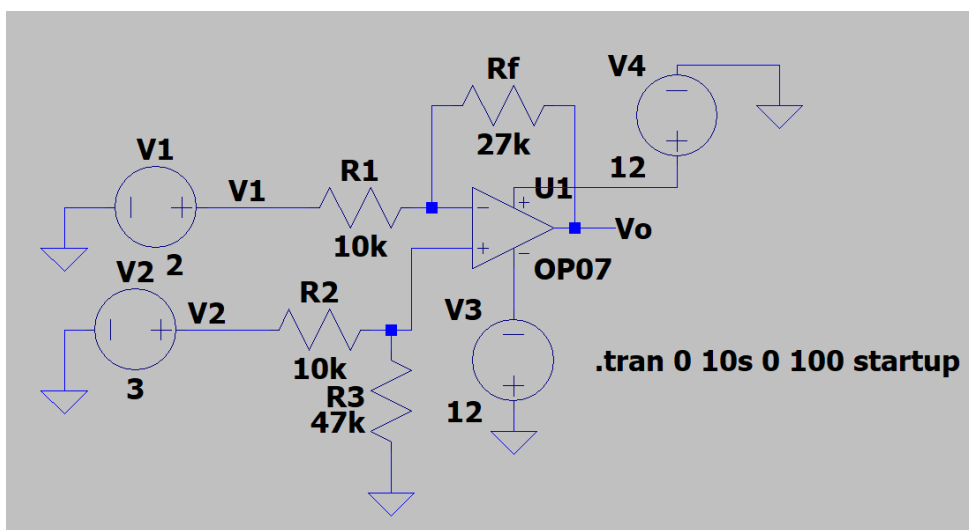 Rf
V4
27k
12
V1
V1
R1
U1
10k
Vo
2
OP07
V2
V2
R2
V3
3
10k
R3
47k
12
.tran 0 10s 0 100 startup